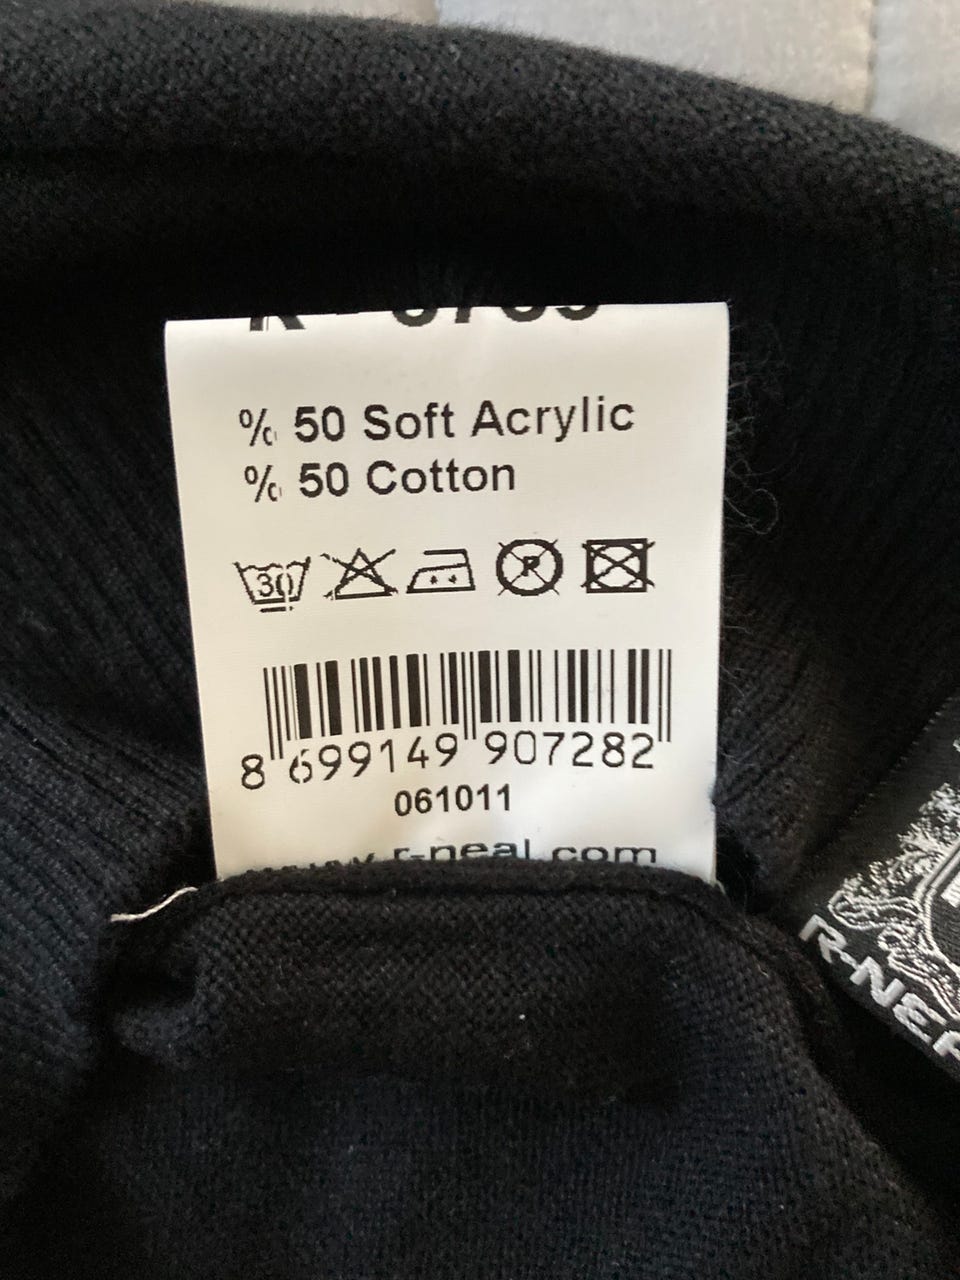 % 50 Soft Acrylic
% 50 Cotton
30
P
8 699149 907282
061011
r-neal.com